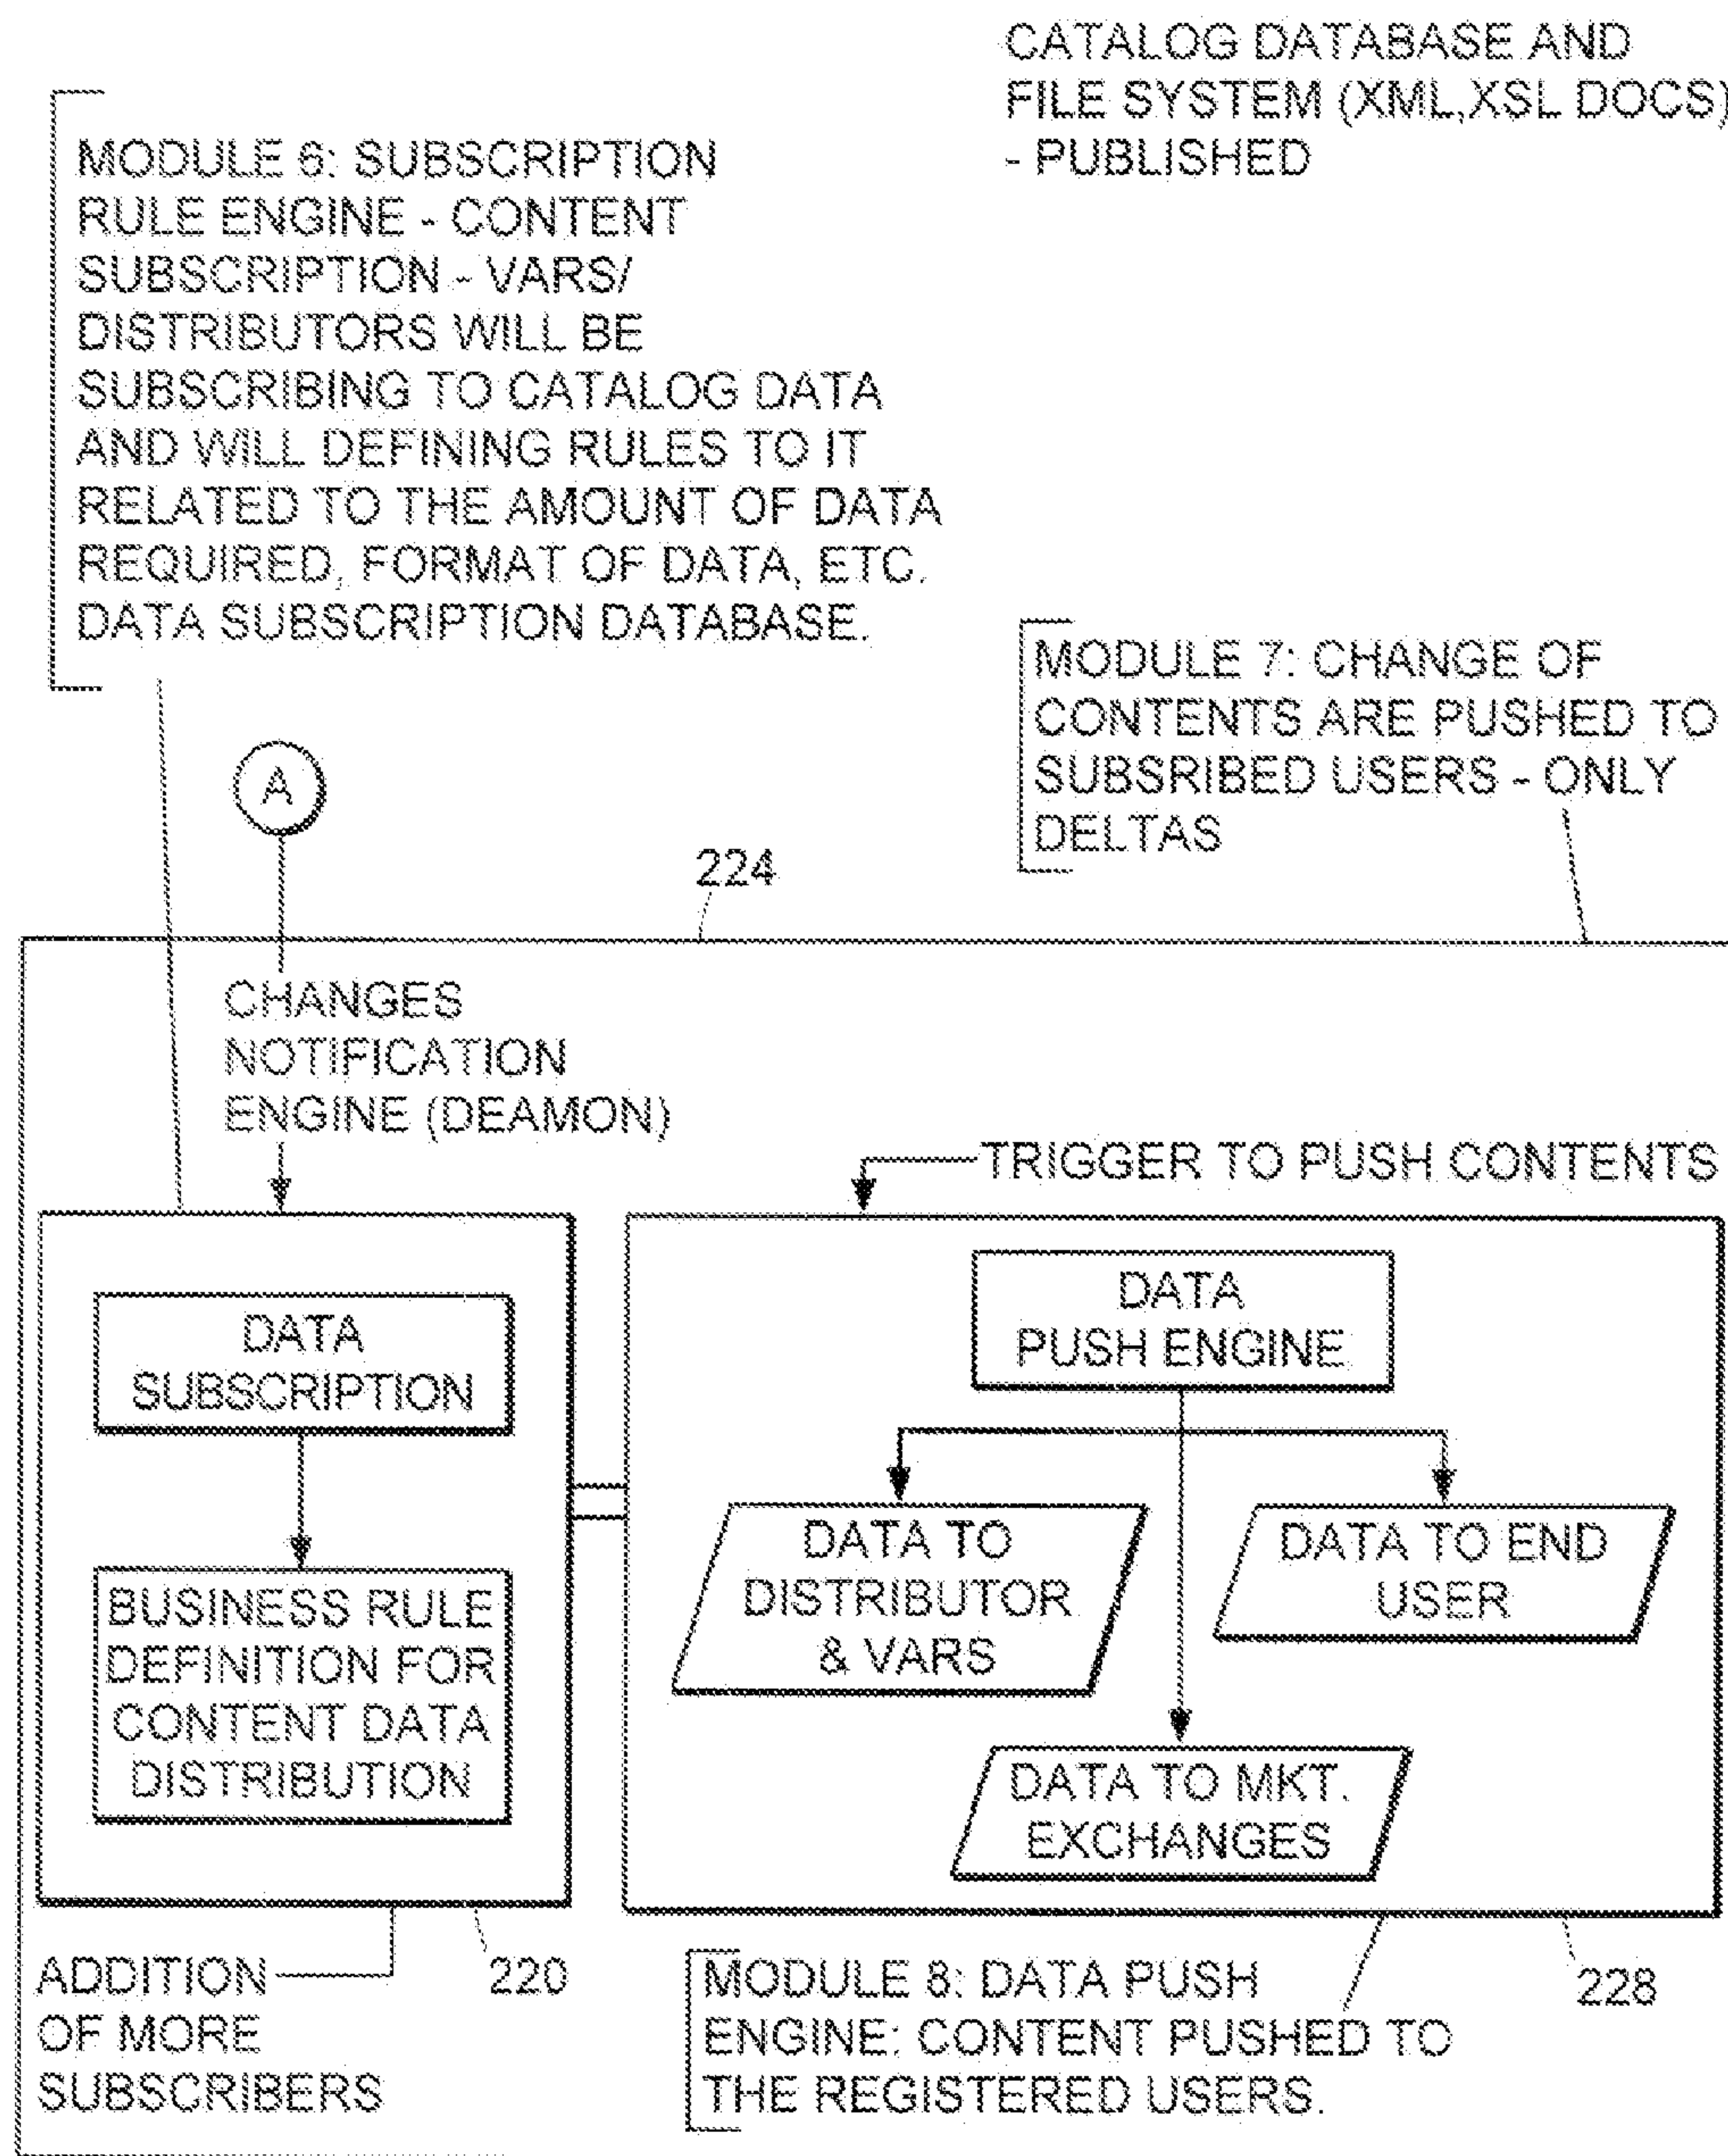 CATALOG DATABASE AND
FILE SYSTEM (XML,XSL DOCS)
- PUBLISHED
MODULE 6: SUBSCRIPTION
RULE ENGINE - CONTENT
SUBSCRIPTION - VARS/
DISTRIBUTORS WILL BE
SUBSCRIBING TO CATALOG DATA
AND WILL DEFINING RULES TO IT
RELATED TO THE AMOUNT OF DATA
REQUIRED, FORMAT OF DATA, ETC.
DATA SUBSCRIPTION DATABASE.
MODULE 7: CHANGE OF
CONTENTS ARE PUSHED TO
SUBSRIBED USERS - ONLY
DELTAS
A
224
CHANGES
NOTIFICATION
ENGINE (DEAMON)
TRIGGER TO PUSH CONTENTS
DATA
SUBSCRIPTION
BUSINESS RULE
DEFINITION FOR
CONTENT DATA
DISTRIBUTION
DATA
PUSH ENGINE
DATA TO
DISTRIBUTOR
& VARS
DATA TO END
USER
DATA TO MKT.
EXCHANGES
ADDITION
OF MORE
SUBSCRIBERS
220
MODULE 8: DATA PUSH
ENGINE: CONTENT PUSHED TO
THE REGISTERED USERS.
228